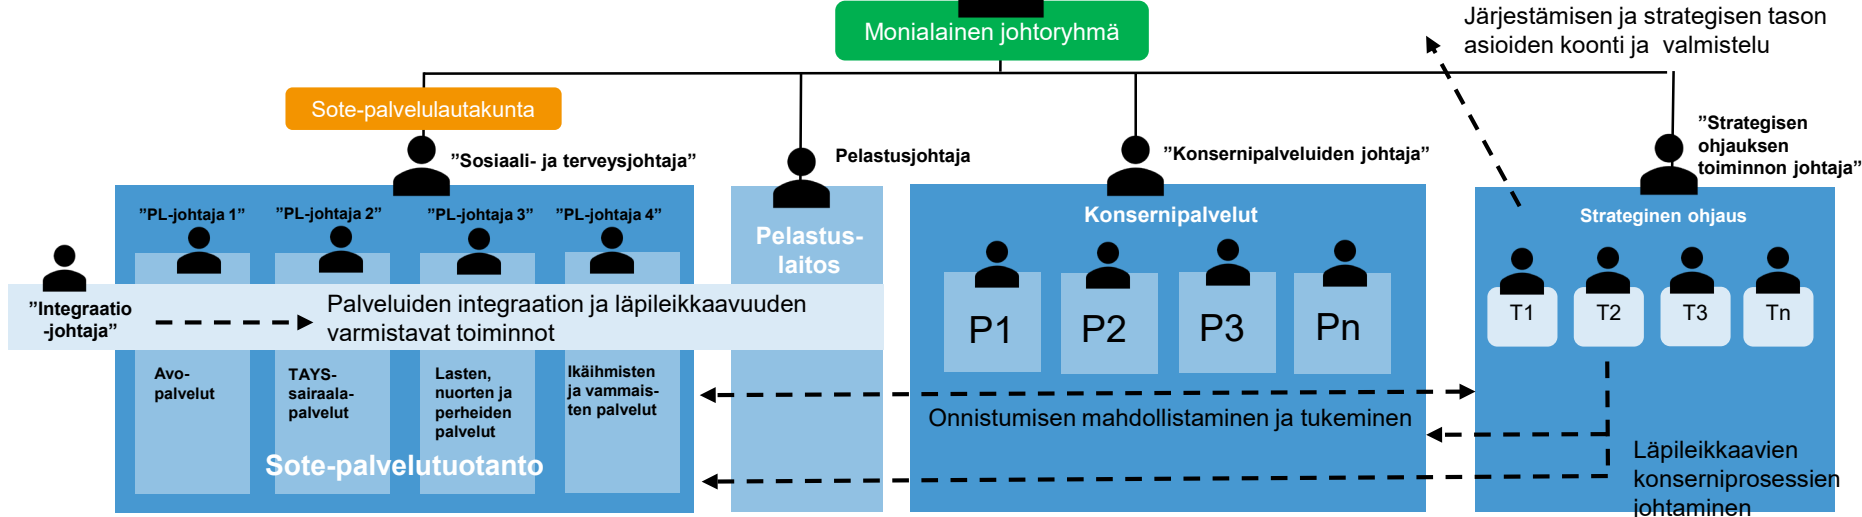 Monialainen johtoryhmä
Järjestämisen ja strategisen tason
asioiden koonti ja valmistelu
Sote-palvelulautakunta
”Sosiaali- ja terveysjohtaja”
Pelastusjohtaja
”Konsernipalveluiden johtaja”
”Strategisen
ohjauksen
toiminnon johtaja”
”PL-johtaja 1”
”PL-johtaja 2”
”PL-johtaja 3”
”PL-johtaja 4”
Pelastus-
laitos
Konsernipalvelut
Strateginen ohjaus
”Integraatio
-johtaja”
Palveluiden integraation ja läpileikkaavuuden
varmistavat toiminnot
P1
P2
P3
Pn
T1
T2
T3
Tn
Avo-
palvelut
TAYS-
sairaala-
palvelut
Lasten,
nuorten ja
perheiden
palvelut
Ikäihmisten
ja vammais-
ten palvelut
Onnistumisen mahdollistaminen ja tukeminen
Sote-palvelutuotanto
Läpileikkaavien
konserniprosessien
johtaminen